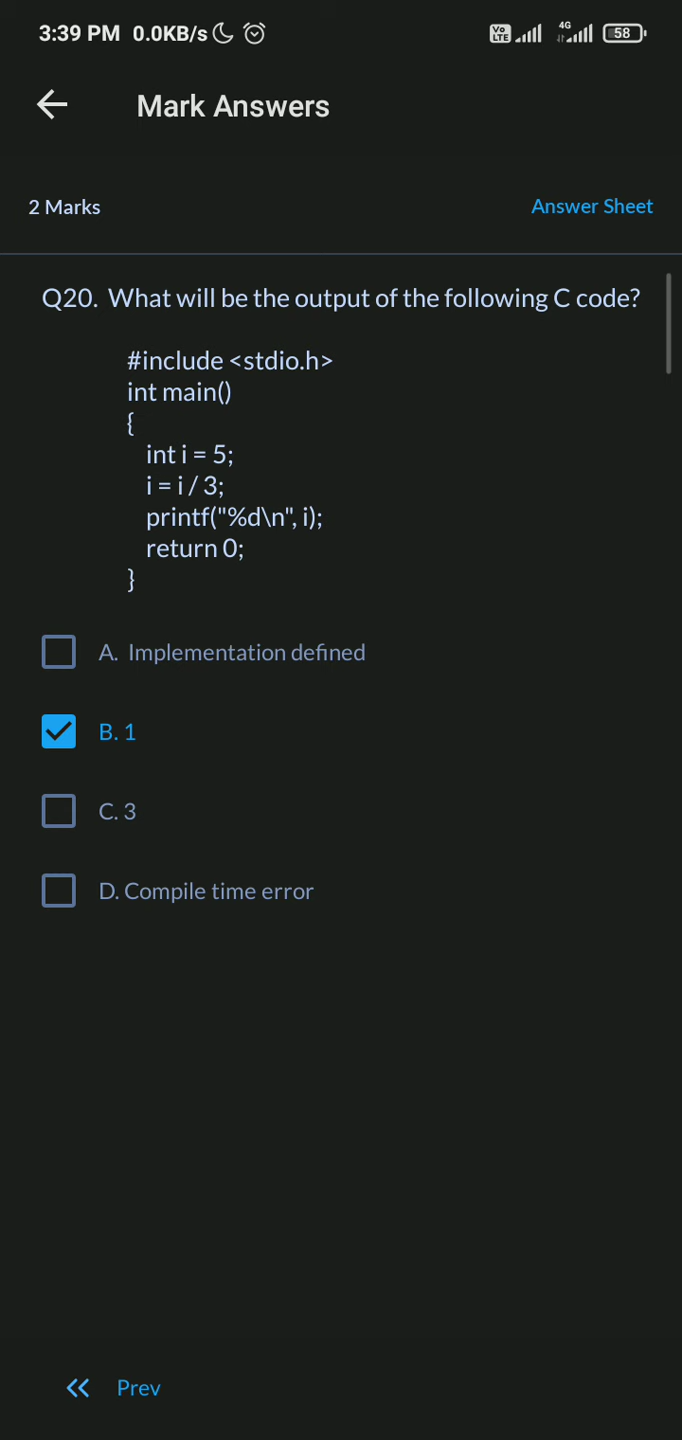 3:39 PM 0.0KB/s Vo LTE 4G 58
Mark Answers
2 Marks Answer Sheet
Q20. What will be the output of the following C code?
#include <stdio.h>
int main()
{
int i = 5;
i = i / 3;
printf("%d\n", i);
return 0;
}
A. Implementation defined
B. 1
C. 3
D. Compile time error
Prev